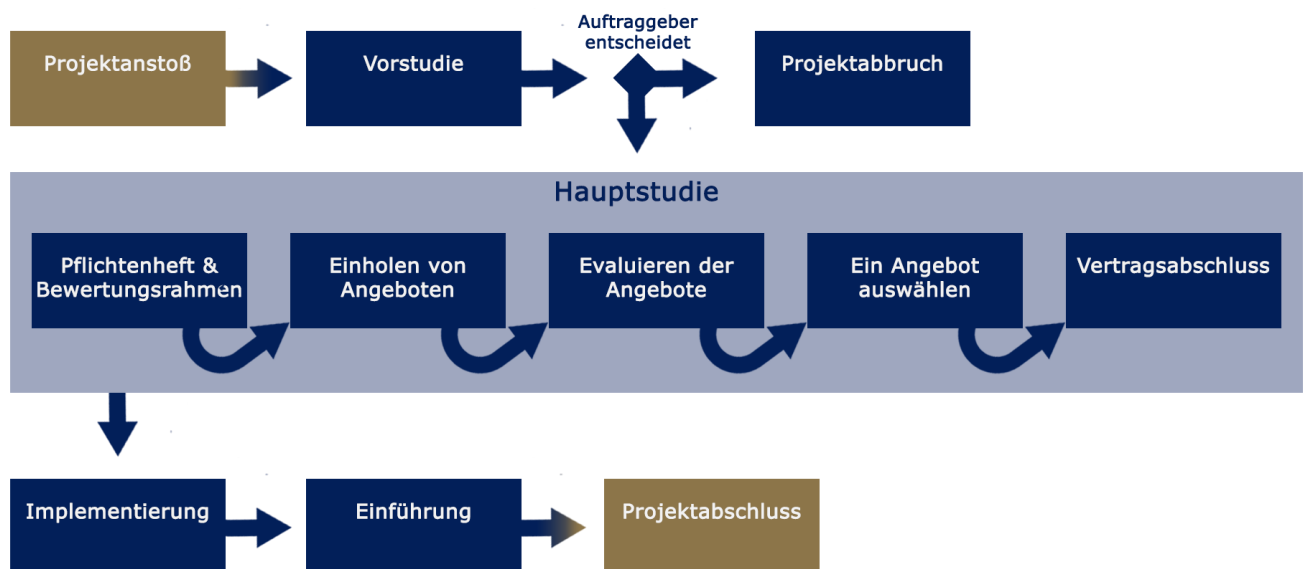 Auftraggeber
entscheidet
Projektanstoß
Vorstudie
Projektabbruch
Hauptstudie
Pflichtenheft &
Bewertungsrahmen
Einholen von
Angeboten
Evaluieren der
Angebote
Ein Angebot
auswählen
Vertragsabschluss
Implementierung
Einführung
Projektabschluss